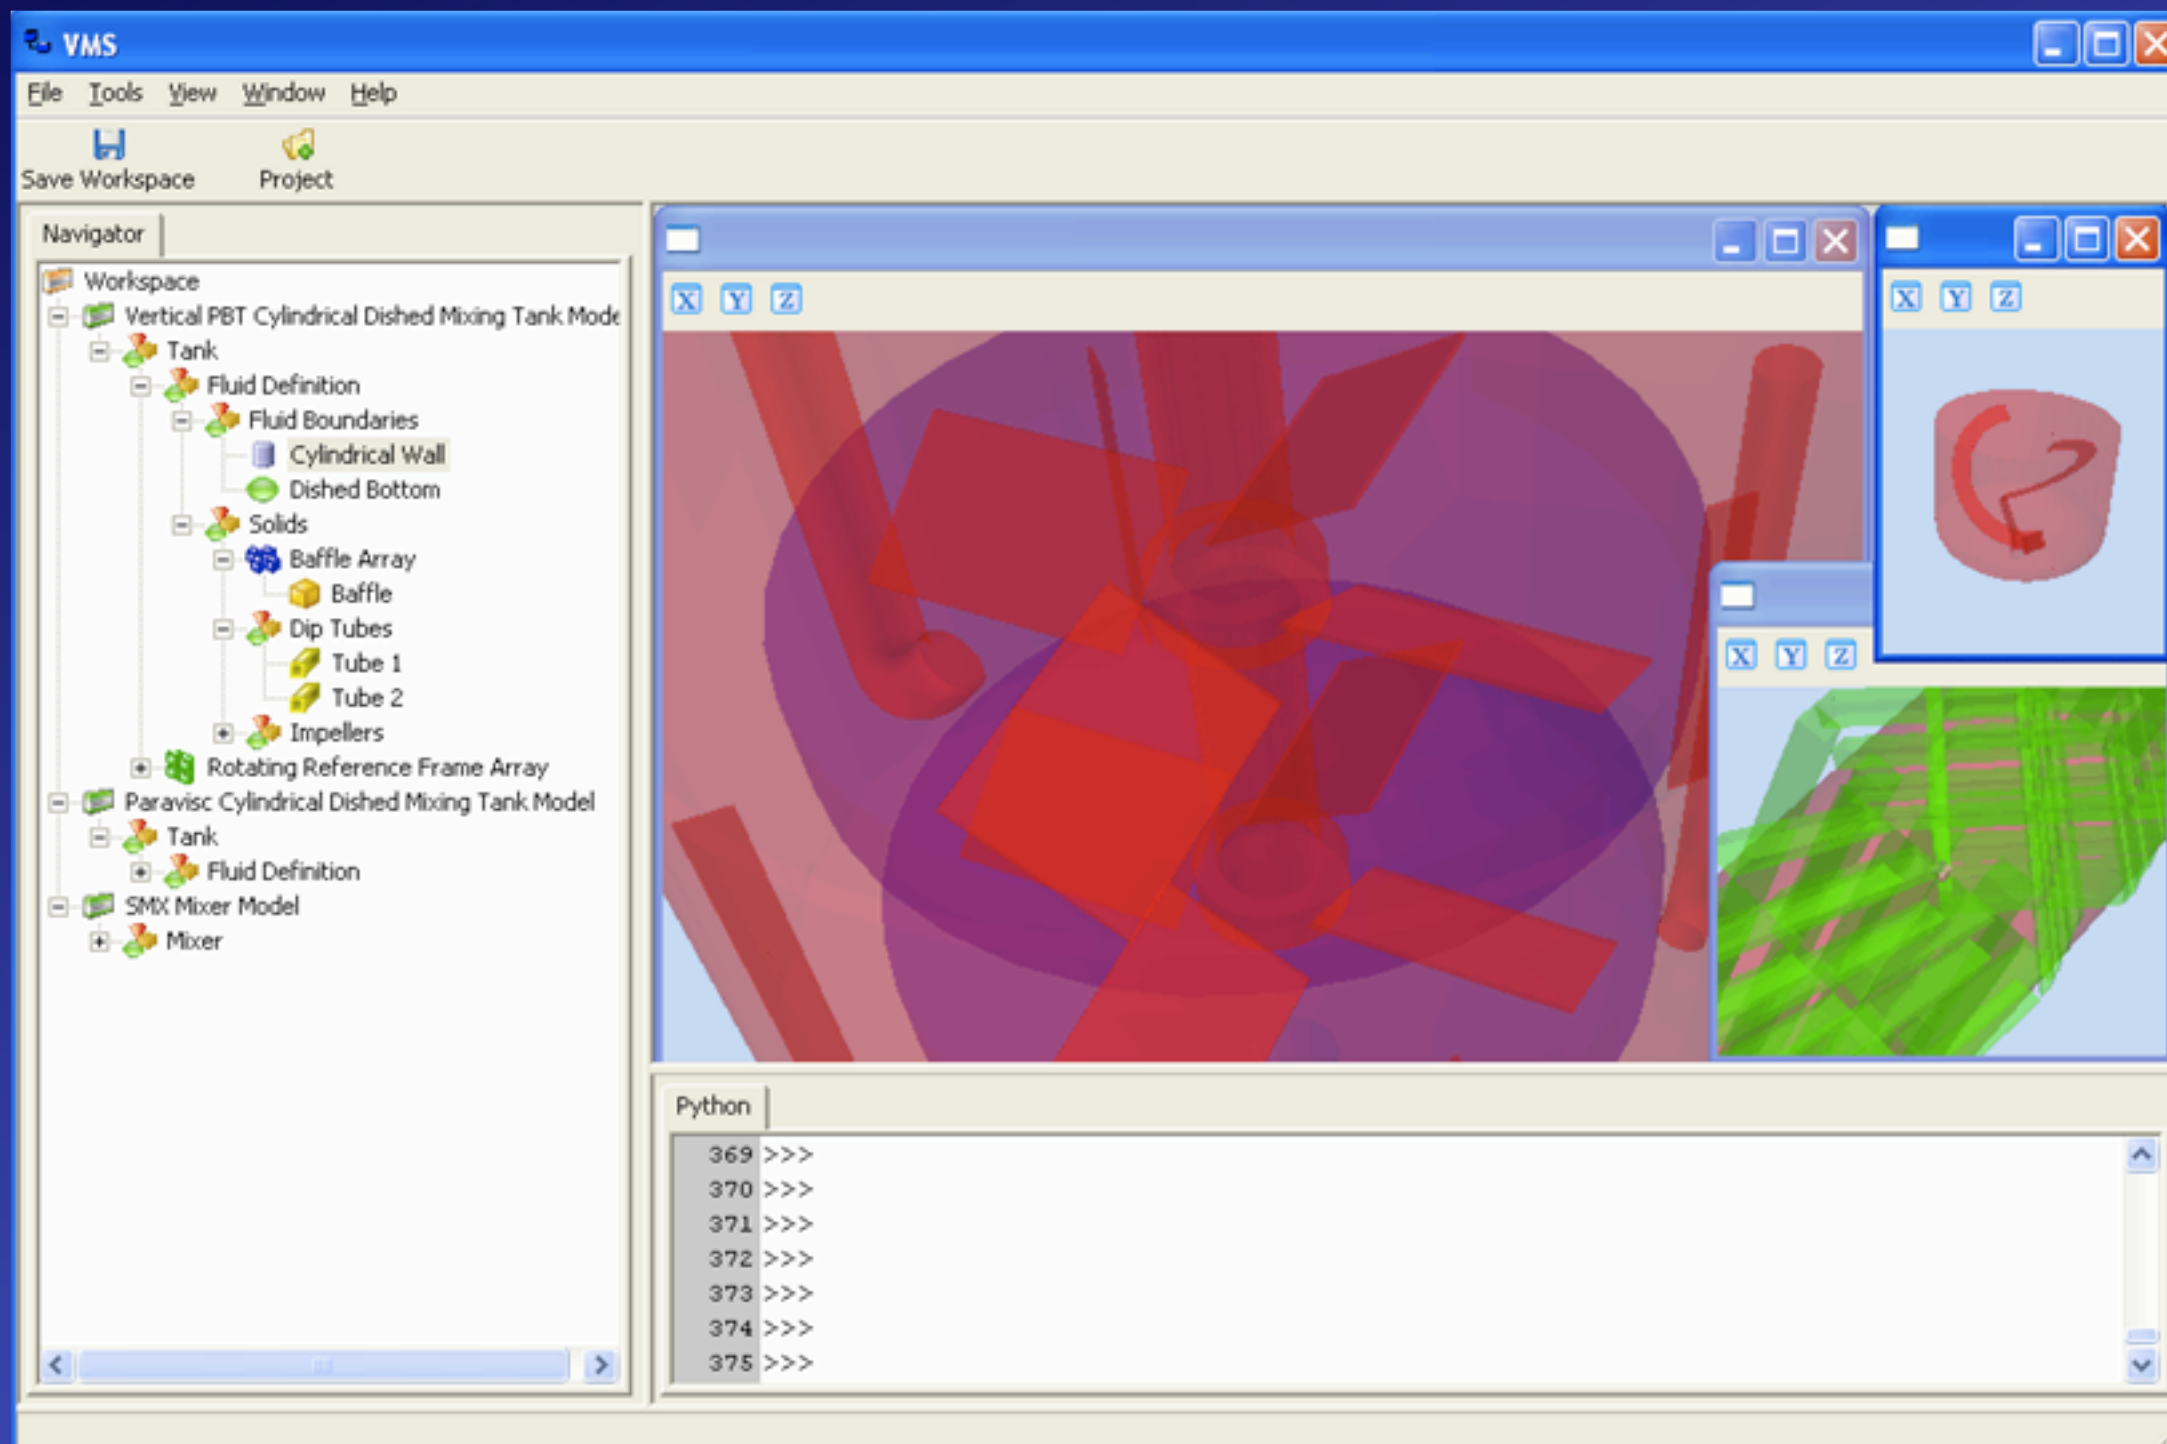 VMS
File Tools View Window Help
Save Workspace Project
Navigator
Workspace
Vertical PBT Cylindrical Dished Mixing Tank Mode
Tank
Fluid Definition
Fluid Boundaries
Cylindrical Wall
Dished Bottom
Solids
Baffle Array
Baffle
Dip Tubes
Tube 1
Tube 2
Impellers
Rotating Reference Frame Array
Paravisc Cylindrical Dished Mixing Tank Model
Tank
Fluid Definition
SMX Mixer Model
Mixer
X Y Z
X Y Z
X Y Z
Python
369 >>>
370 >>>
371 >>>
372 >>>
373 >>>
374 >>>
375 >>>